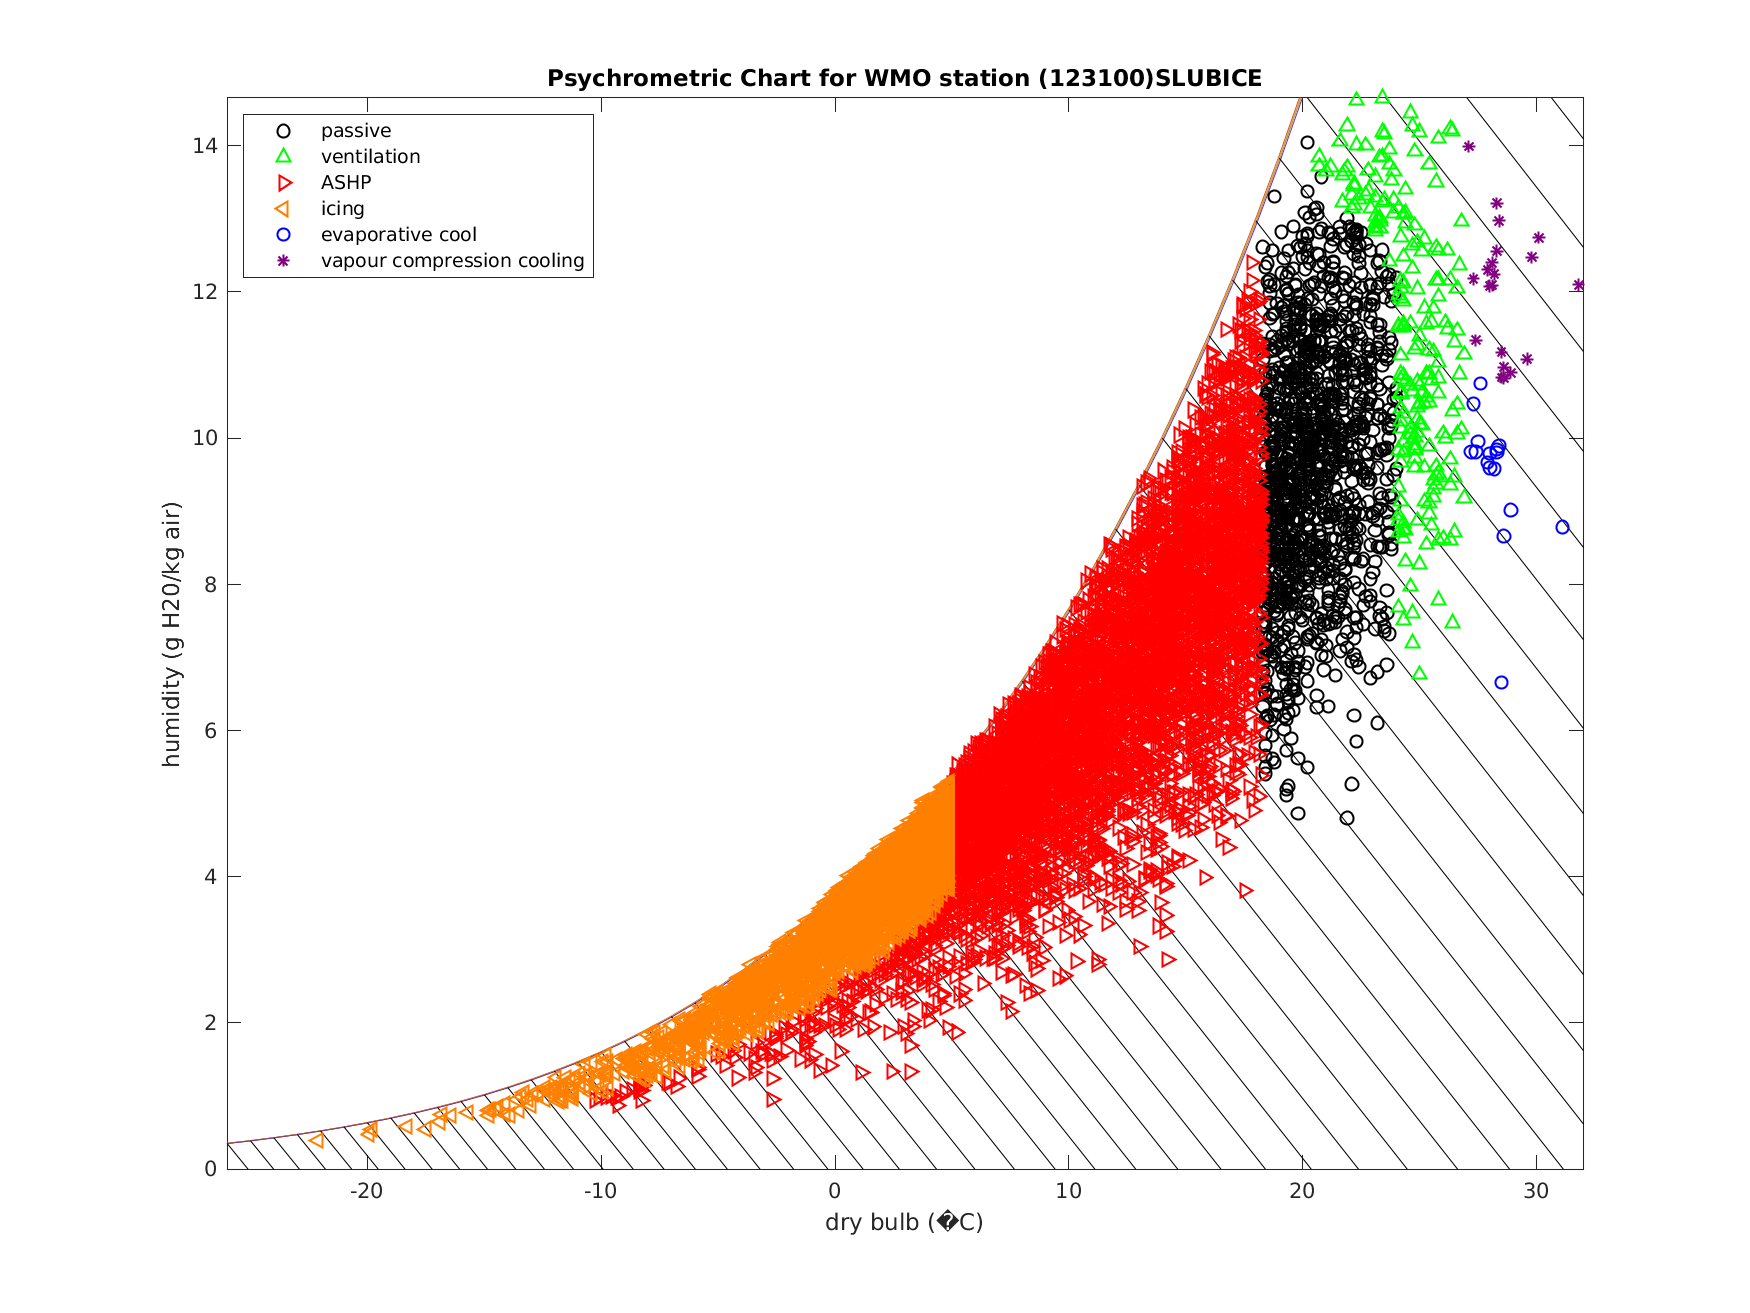 Psychrometric Chart for WMO station (123100)SLUBICE
passive
ventilation
ASHP
icing
evaporative cool
vapour compression cooling
14
12
10
8
6
4
2
0
humidity (g H20/kg air)
-20 -10 0 10 20 30
dry bulb (�C)